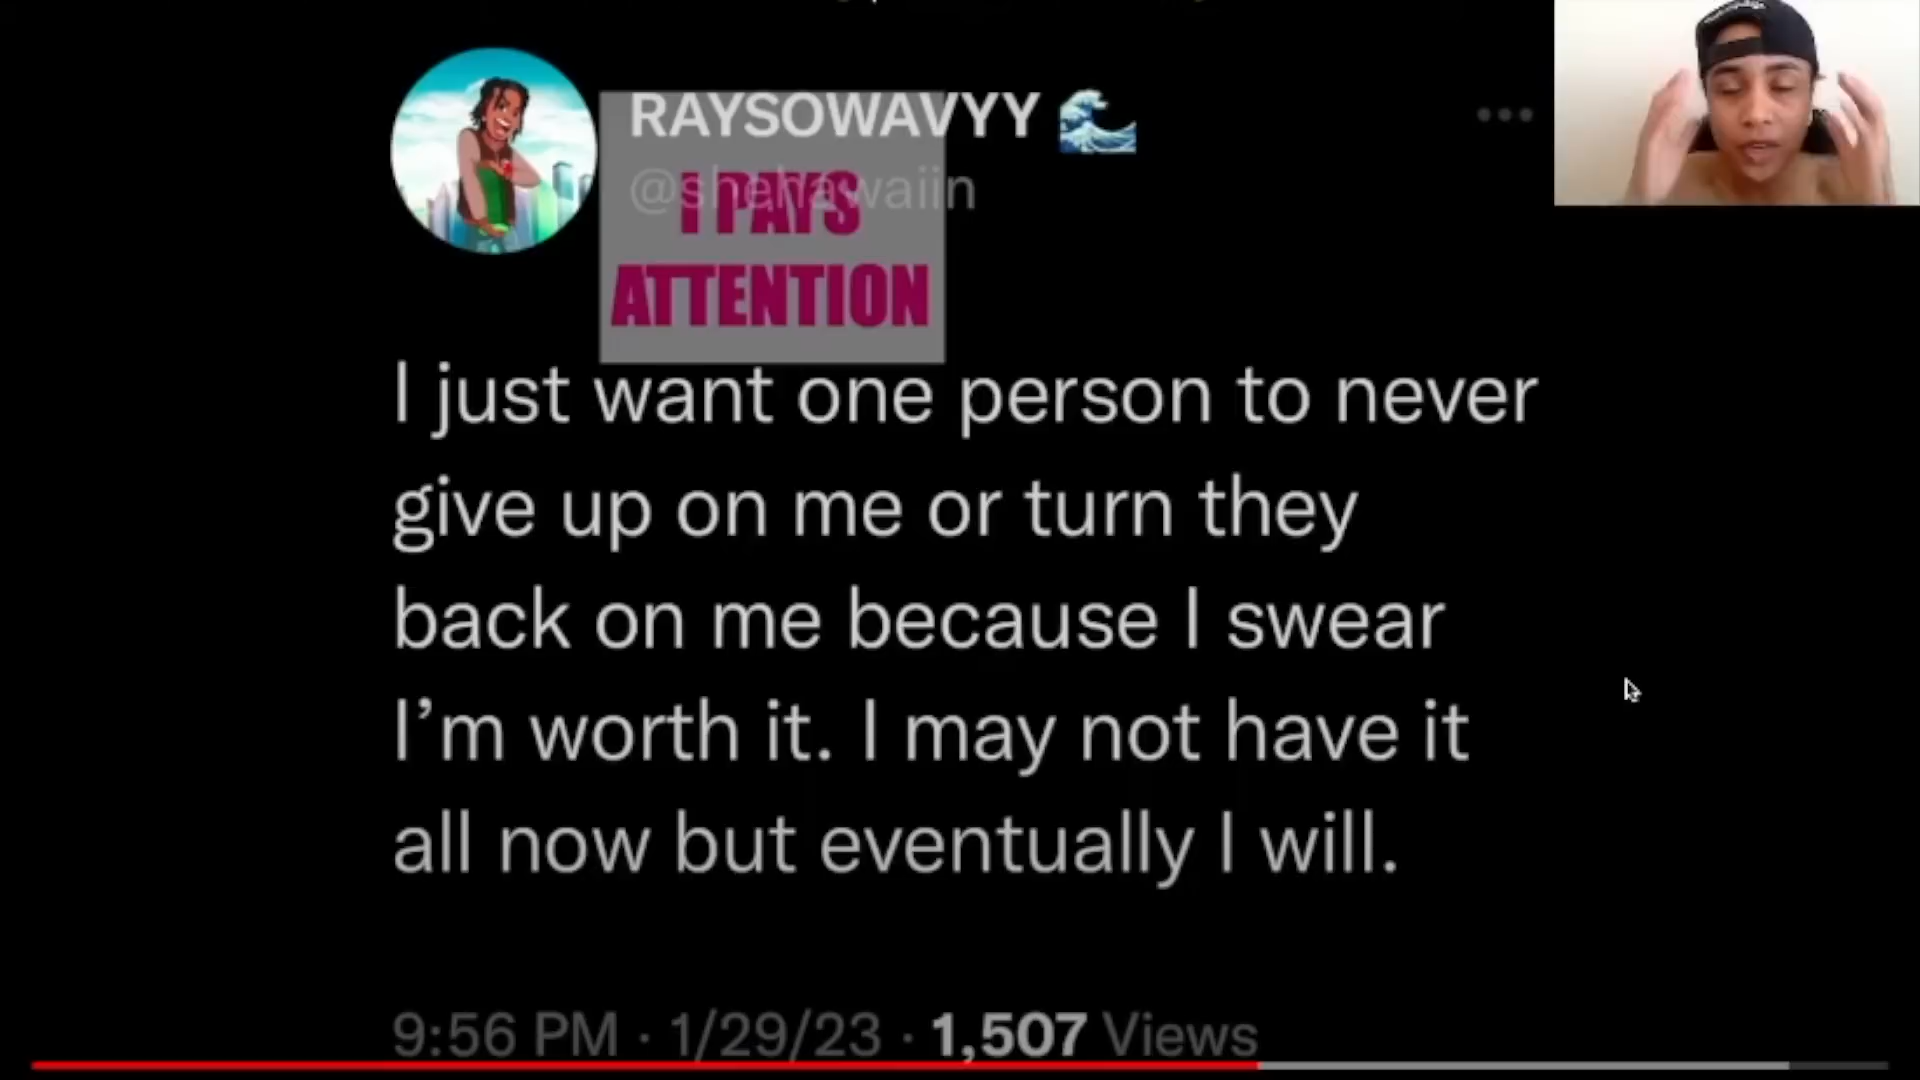 RAYSOWAVYY 🌊
@shehawaiin
I PAYS
ATTENTION
I just want one person to never
give up on me or turn they
back on me because I swear
I'm worth it. I may not have it
all now but eventually I will.
9:56 PM · 1/29/23 · 1,507 Views